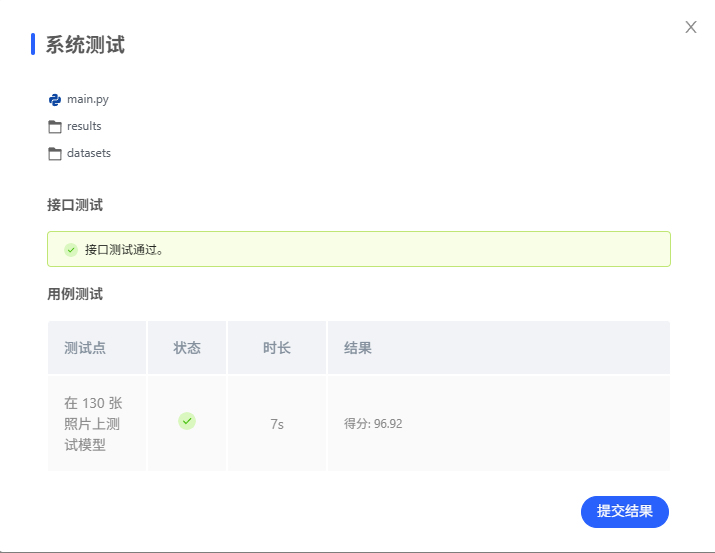 系统测试
main.py
results
datasets
接口测试
接口测试通过。
用例测试
测试点 状态 时长 结果
在 130 张
照片上测
试模型
7s
得分: 96.92
提交结果